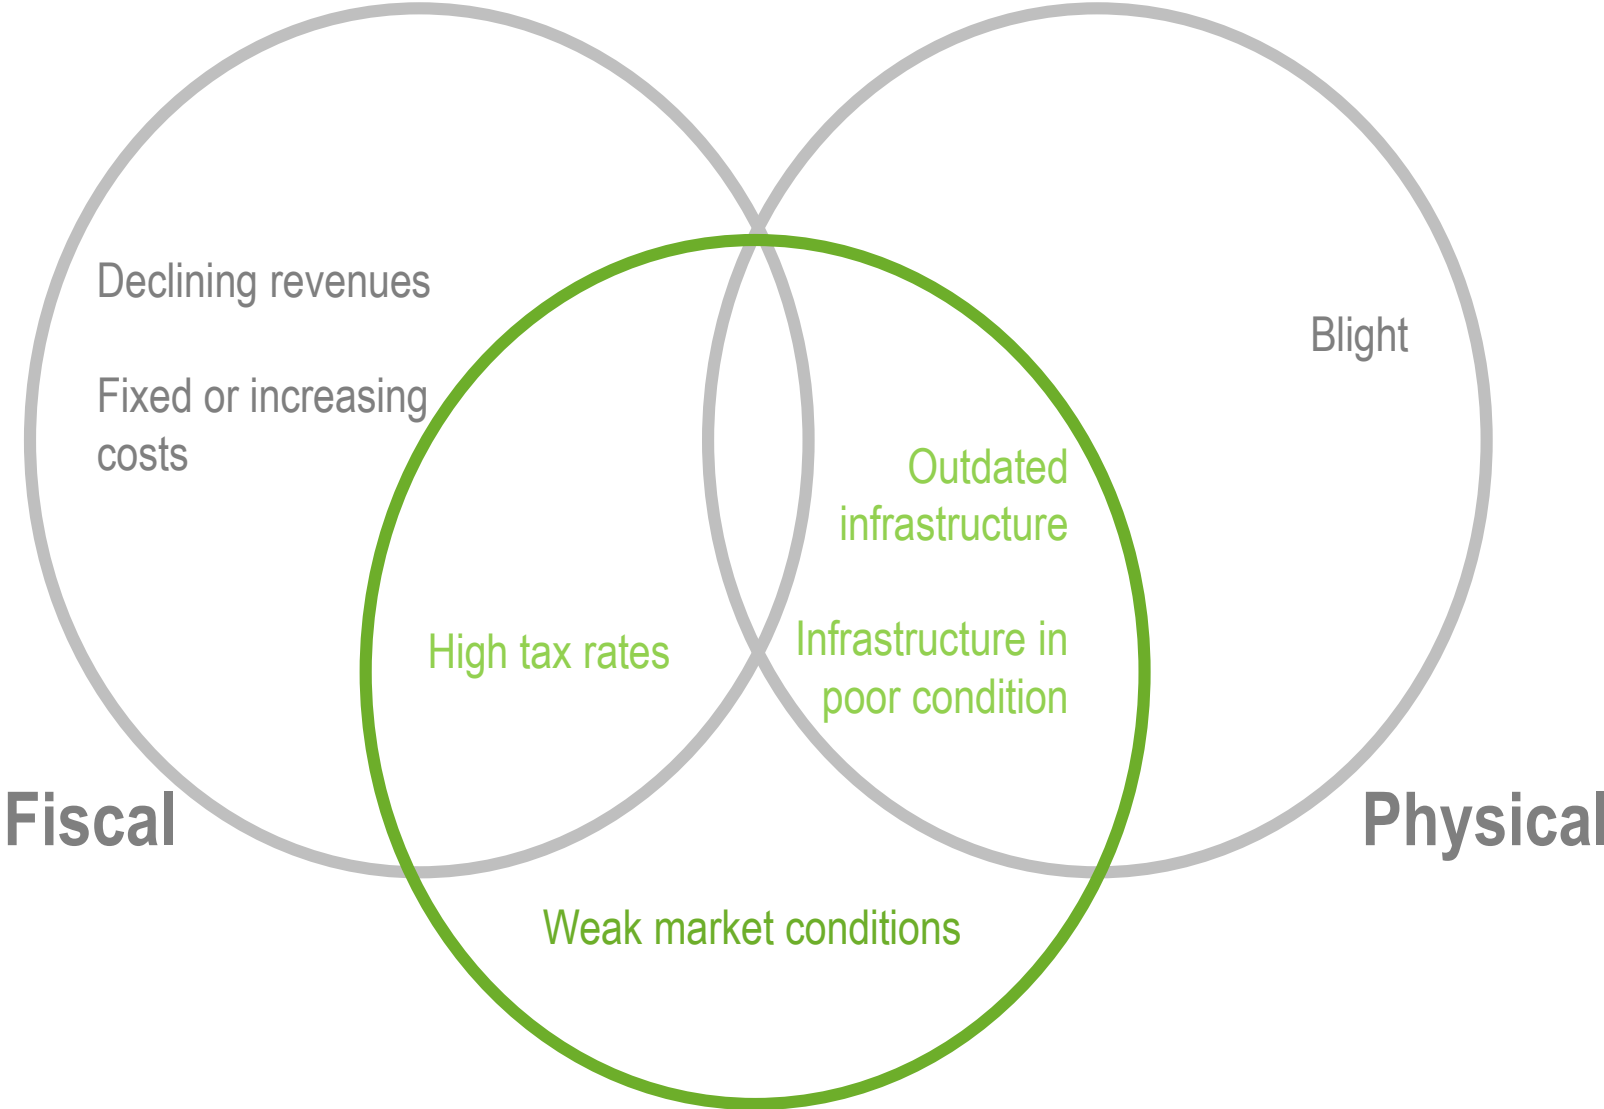 Declining revenues
Fixed or increasing
costs
Blight
Outdated
infrastructure
High tax rates
Infrastructure in
poor condition
Fiscal
Physical
Weak market conditions